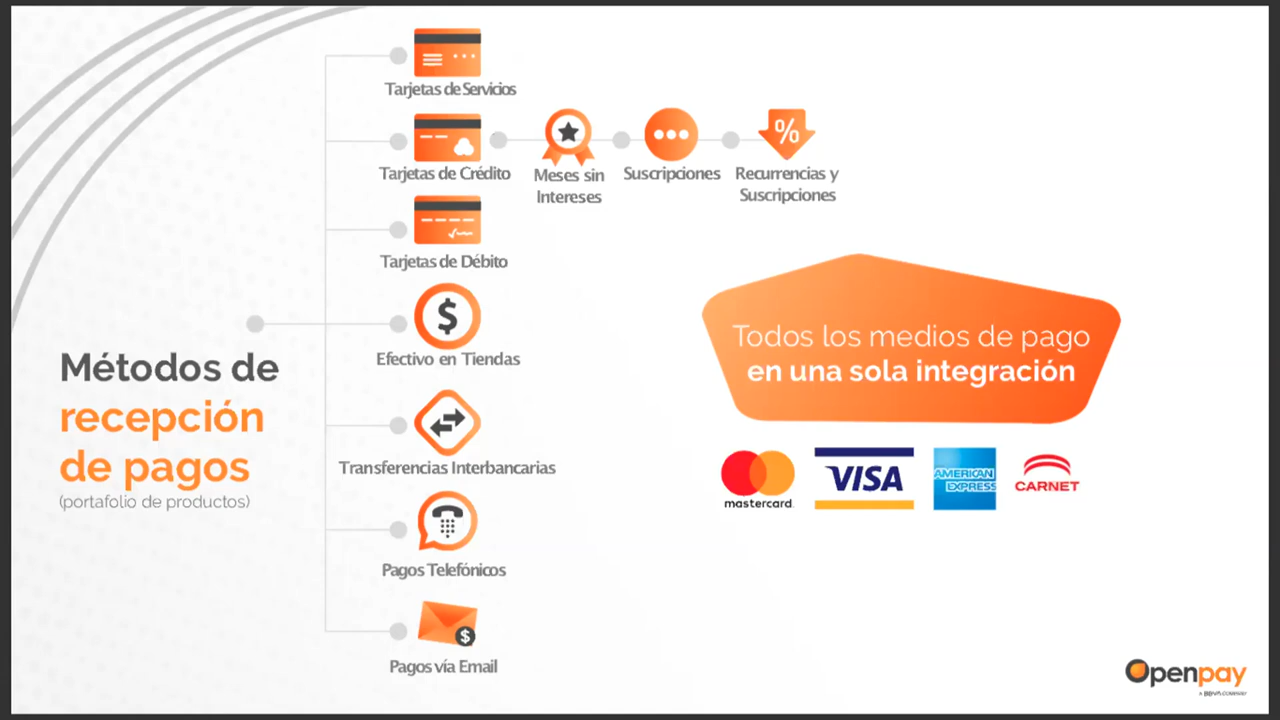 Métodos de
recepción
de pagos
(portafolio de productos)
Tarjetas de Servicios
Tarjetas de Crédito
Meses sin
Intereses
Suscripciones
%
Recurrencias y
Suscripciones
Tarjetas de Débito
$
Efectivo en Tiendas
Transferencias Interbancarias
Pagos Telefónicos
$
Pagos vía Email
Todos los medios de pago
en una sola integración
mastercard.
VISA
AMERICAN
EXPRESS
CARNET
Openpay
A BBVA COMPANY